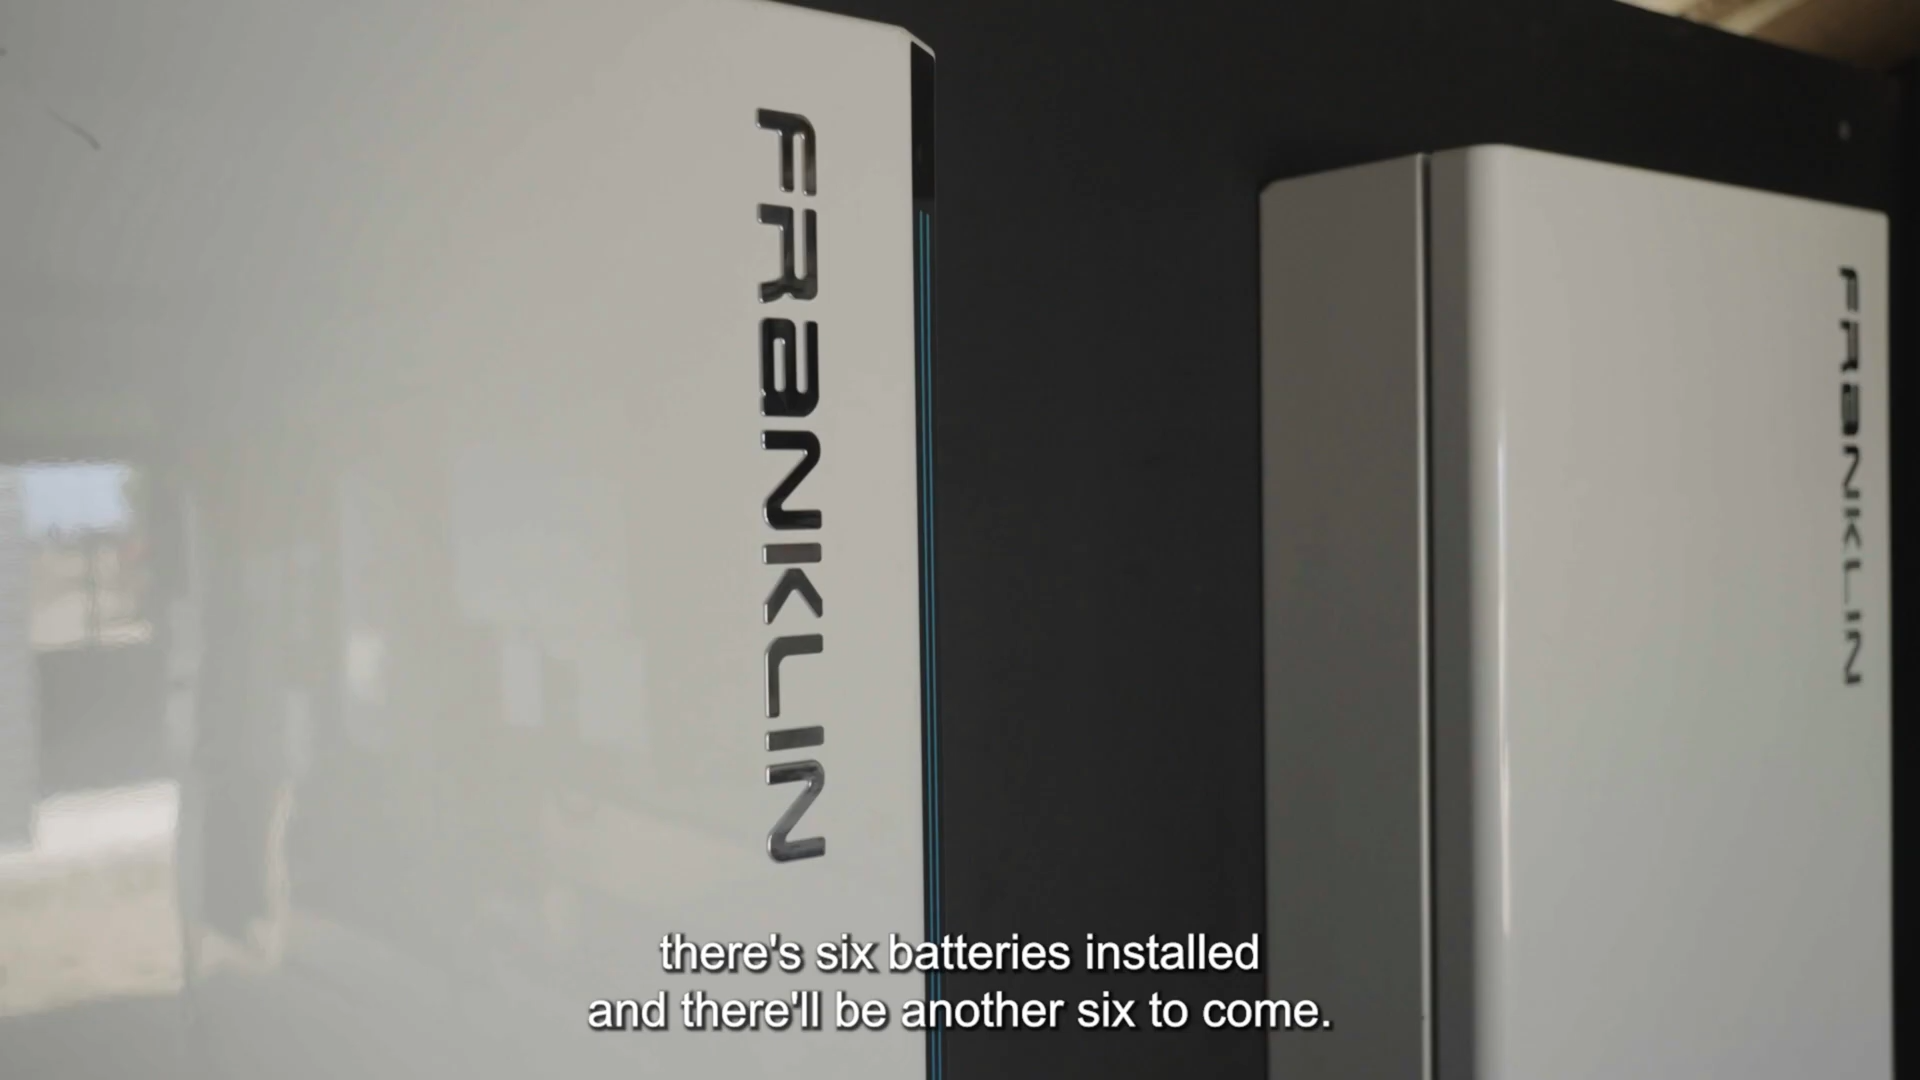 FRANKLIN
FRANKLIN
there's six batteries installed
and there'll be another six to come.